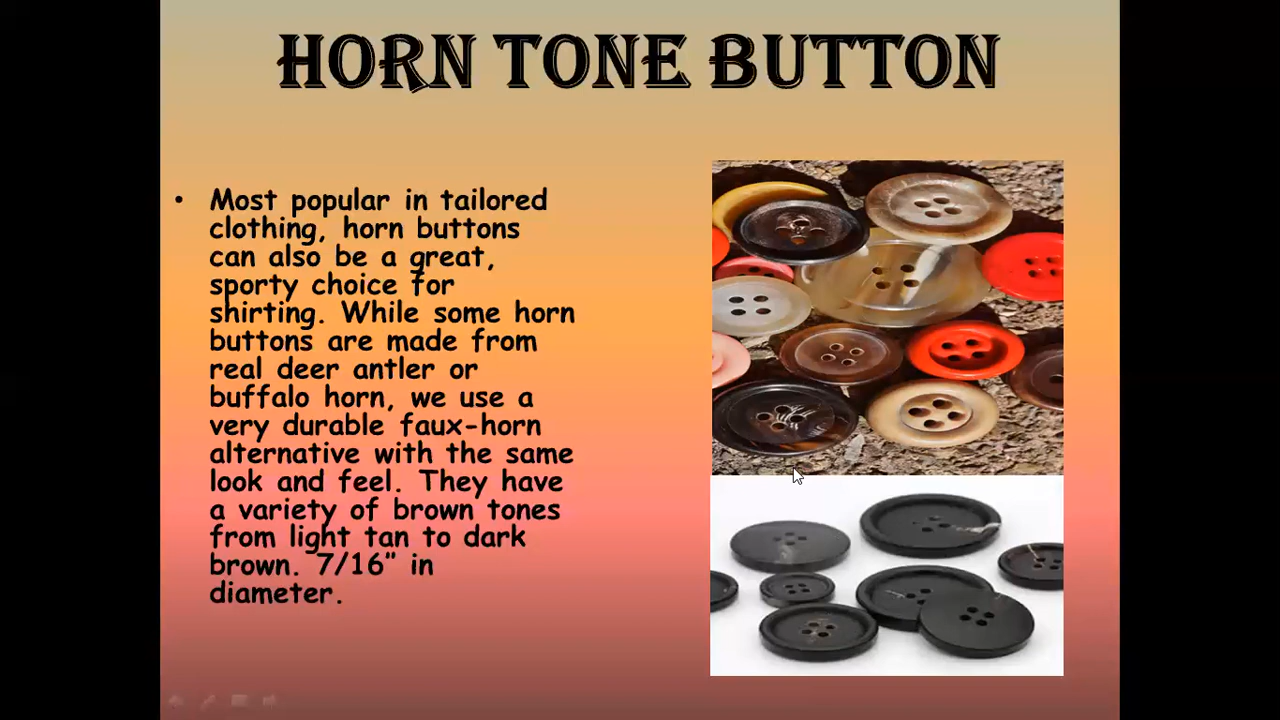 HORN TONE BUTTON
• Most popular in tailored
clothing, horn buttons
can also be a great,
sporty choice for
shirting. While some horn
buttons are made from
real deer antler or
buffalo horn, we use a
very durable faux-horn
alternative with the same
look and feel. They have
a variety of brown tones
from light tan to dark
brown. 7/16" in
diameter.